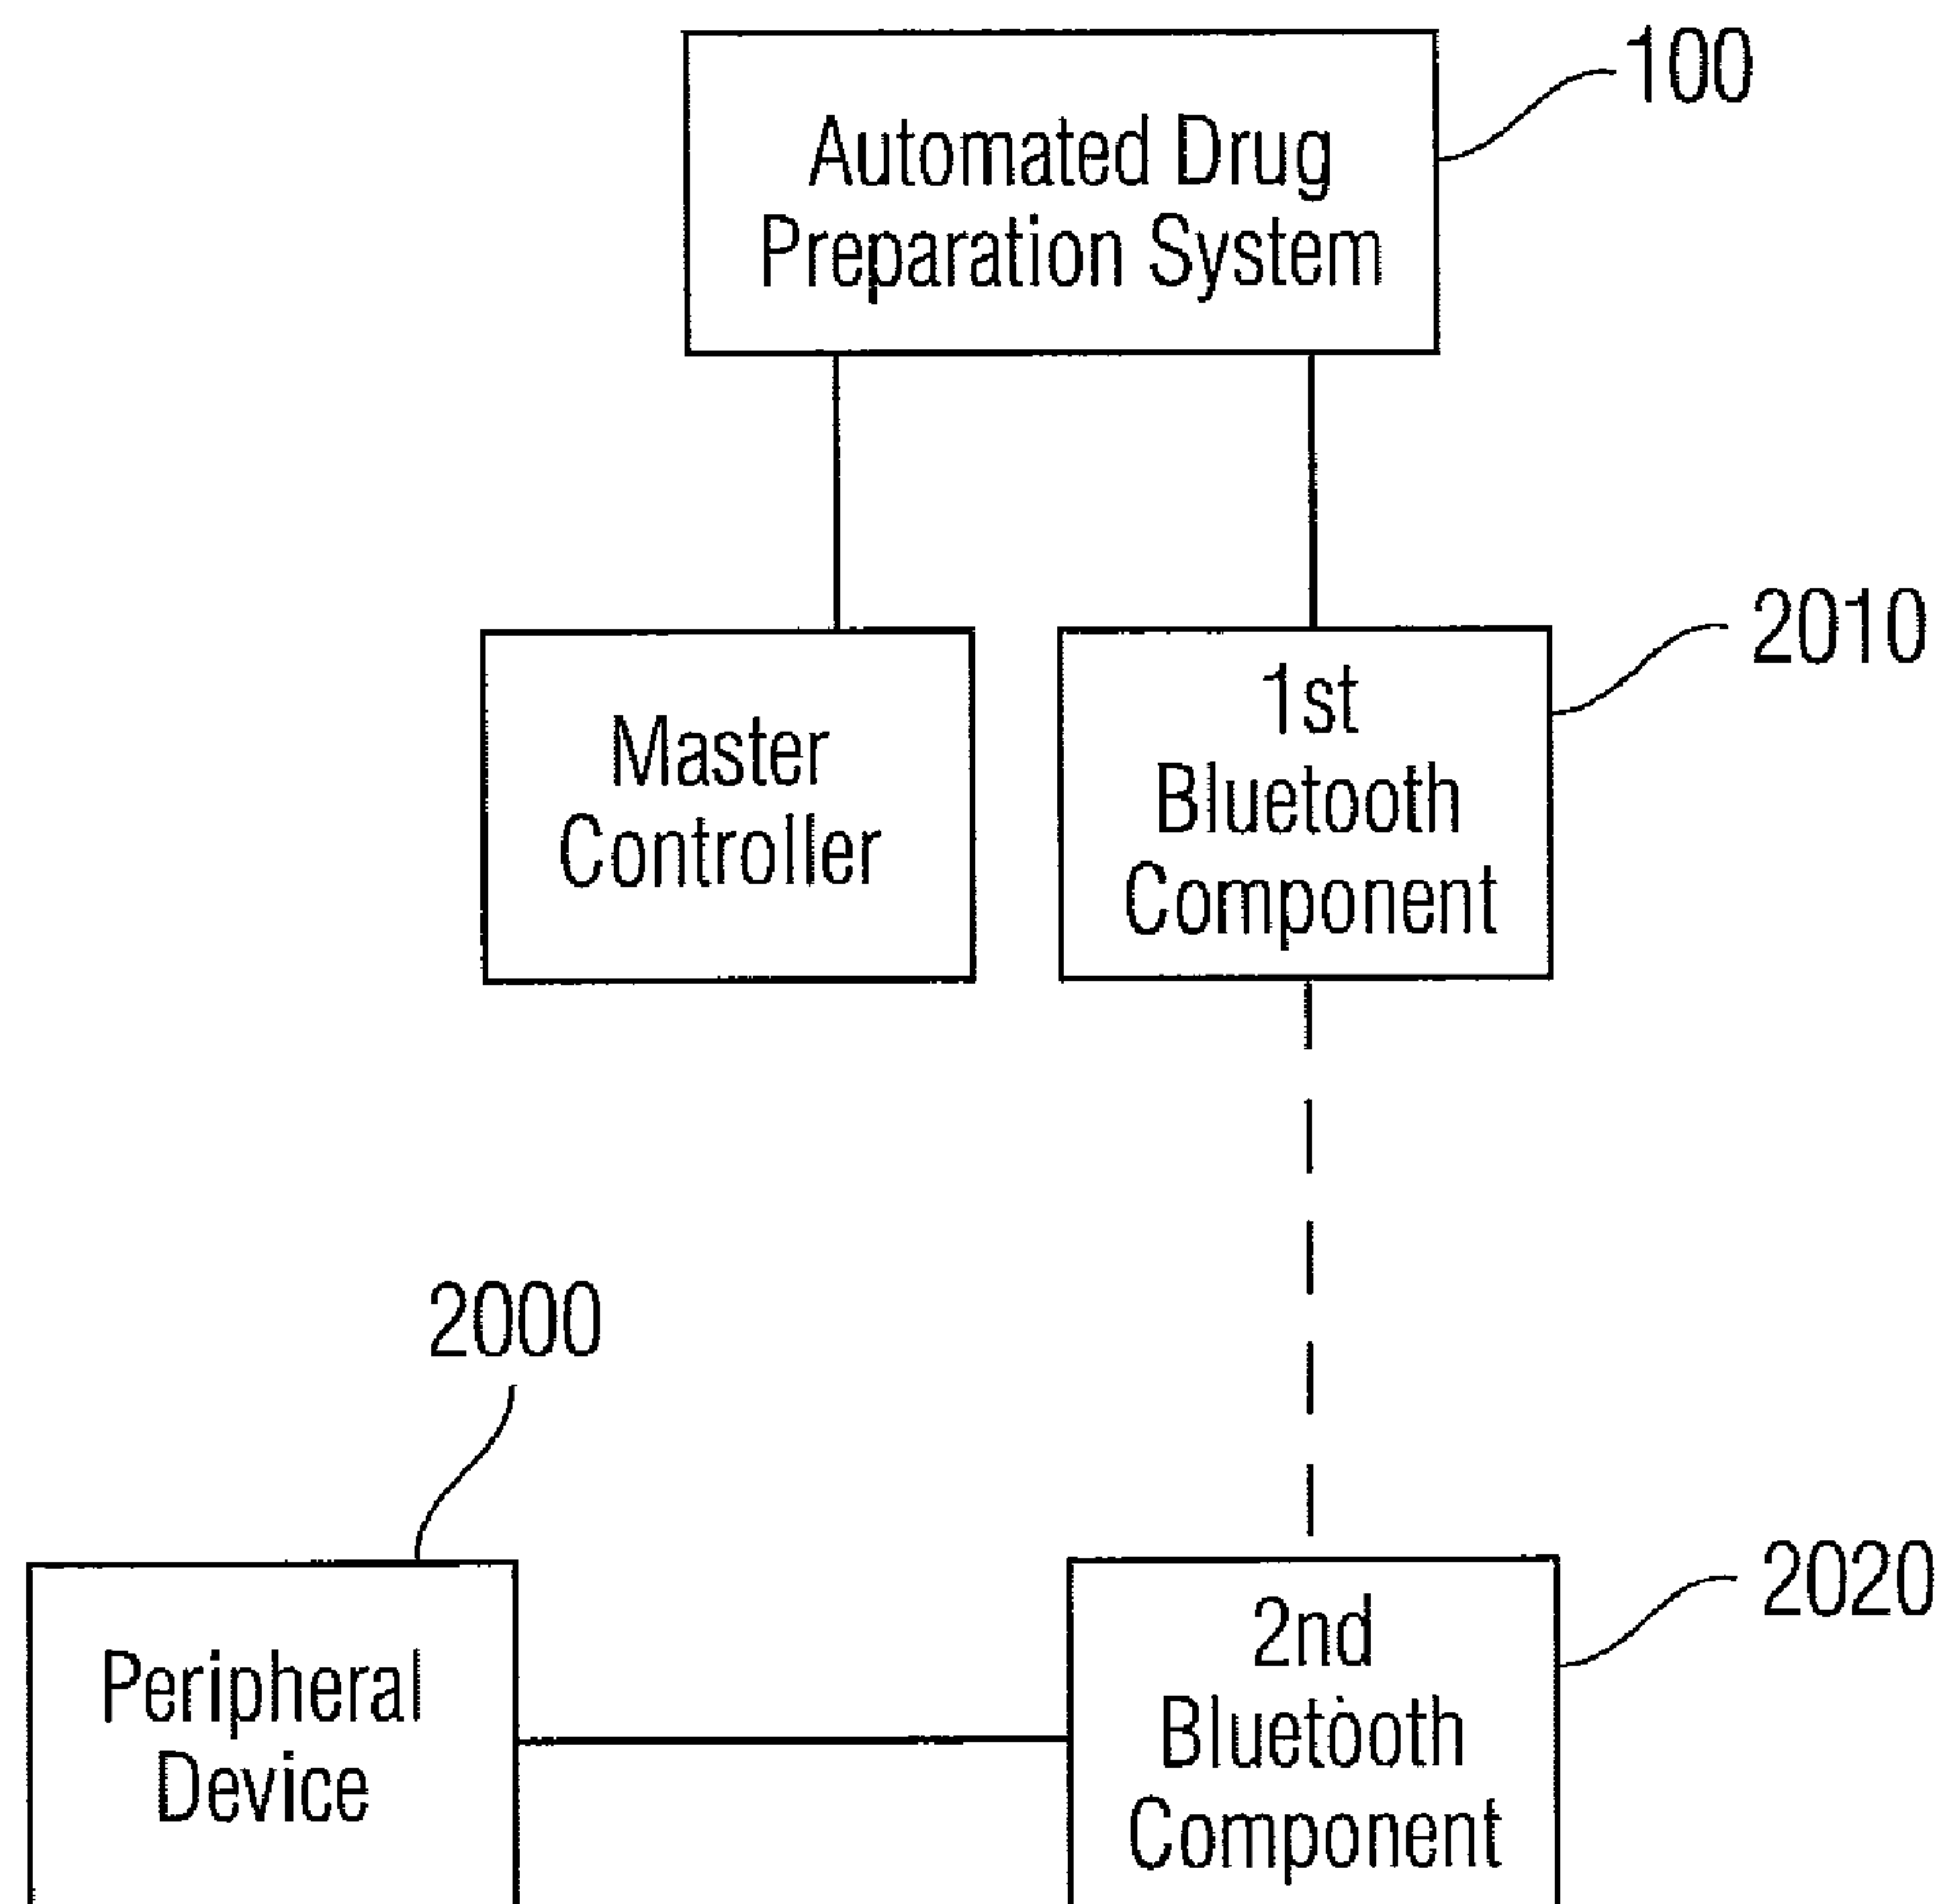 100
Automated Drug
Preparation System
2010
Master
Controller
1st
Bluetooth
Component
2000
2020
Peripheral
Device
2nd
Bluetooth
Component